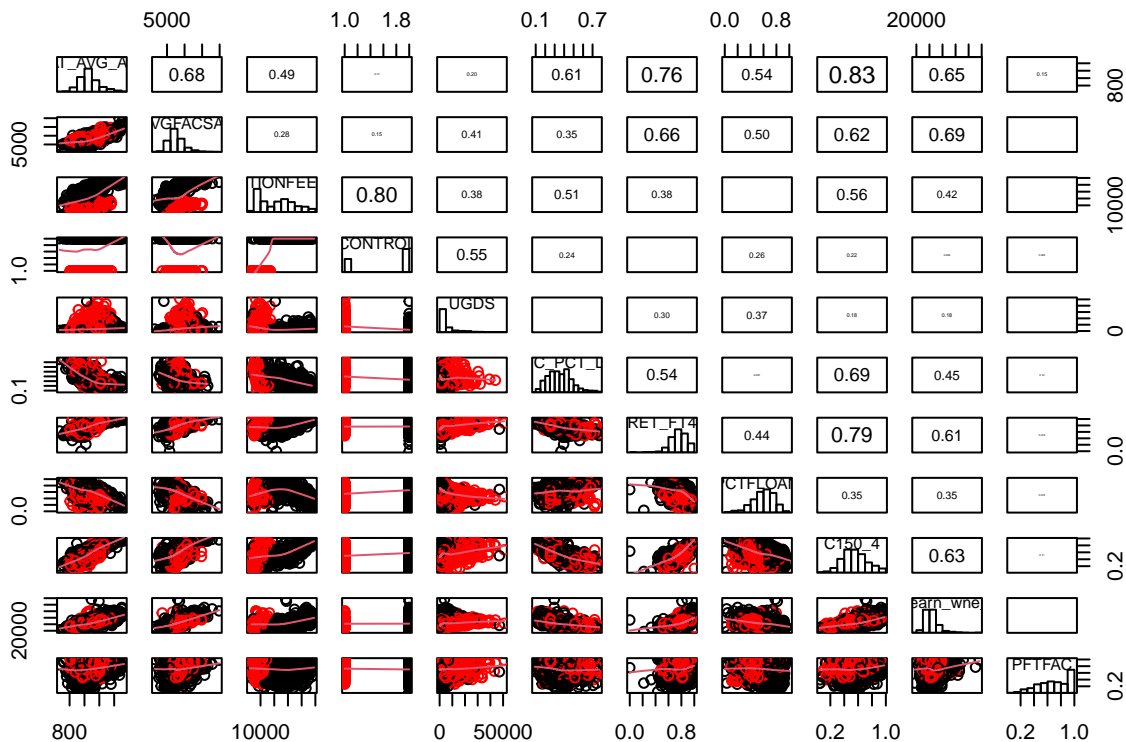 5000 1.0 1.8 0.1 0.7 0.0 0.8 20000
0.68 0.49 0.20 0.61 0.76 0.54 0.83 0.65 0.15 800
5000 0.28 0.15 0.41 0.35 0.66 0.50 0.62 0.69
0.80 0.38 0.51 0.38 0.56 0.42 10000
1.0 CONTROL 0.55 0.24 0.26 0.22
UGDS 0.30 0.37 0.18 0.18 0
0.1 0.54 0.69 0.45
RET_FT4 0.44 0.79 0.61 0.0
0.0 0.35 0.35
C150_4 0.63 0.2
20000
PFTFAC 0.2
800 10000 0 50000 0.0 0.8 0.2 1.0 0.2 1.0